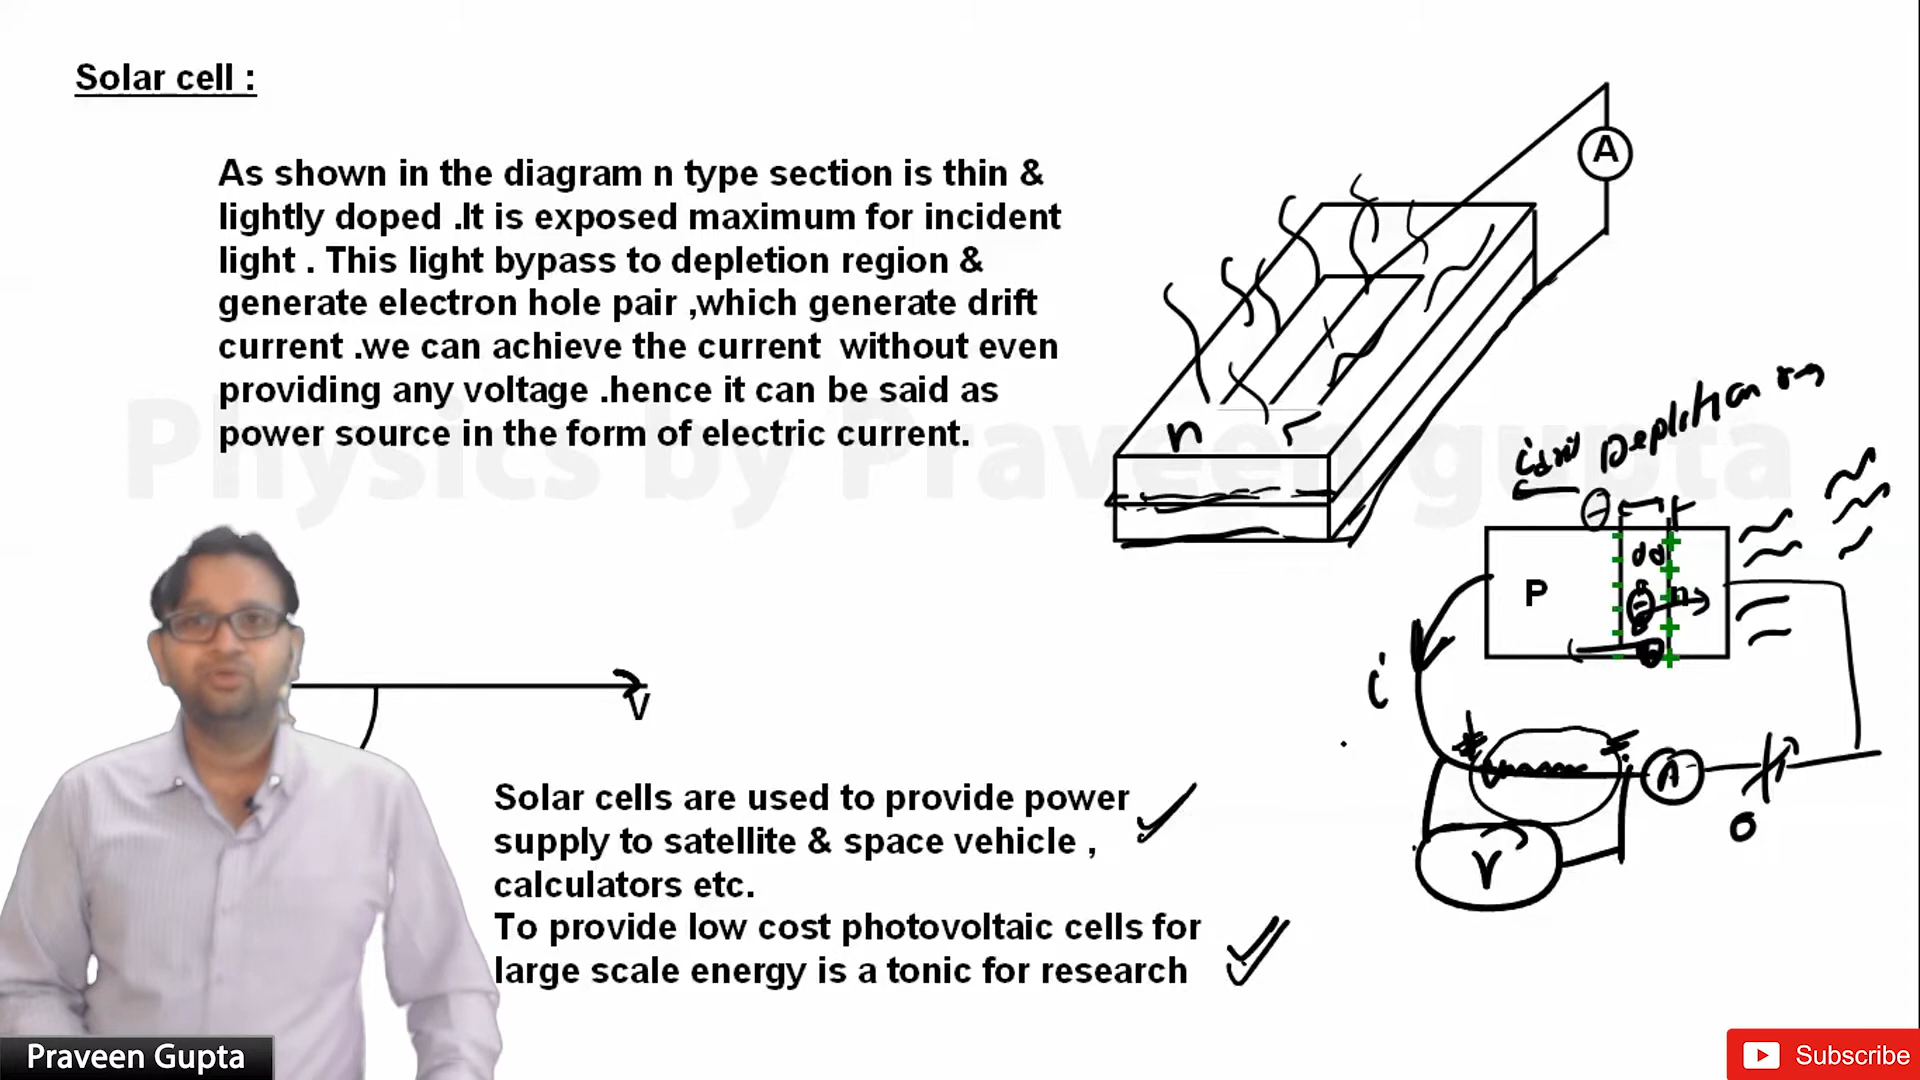 Solar cell :
As shown in the diagram n type section is thin &
lightly doped .It is exposed maximum for incident
light . This light bypass to depletion region &
generate electron hole pair ,which generate drift
current .we can achieve the current  without even
providing any voltage .hence it can be said as
power source in the form of electric current.
Physics by Praveen gupta
A
n
Depletion
P
n
i
V
A
0
V
Solar cells are used to provide power
supply to satellite & space vehicle ,
calculators etc.
To provide low cost photovoltaic cells for
large scale energy is a tonic for research
Praveen Gupta
Subscribe